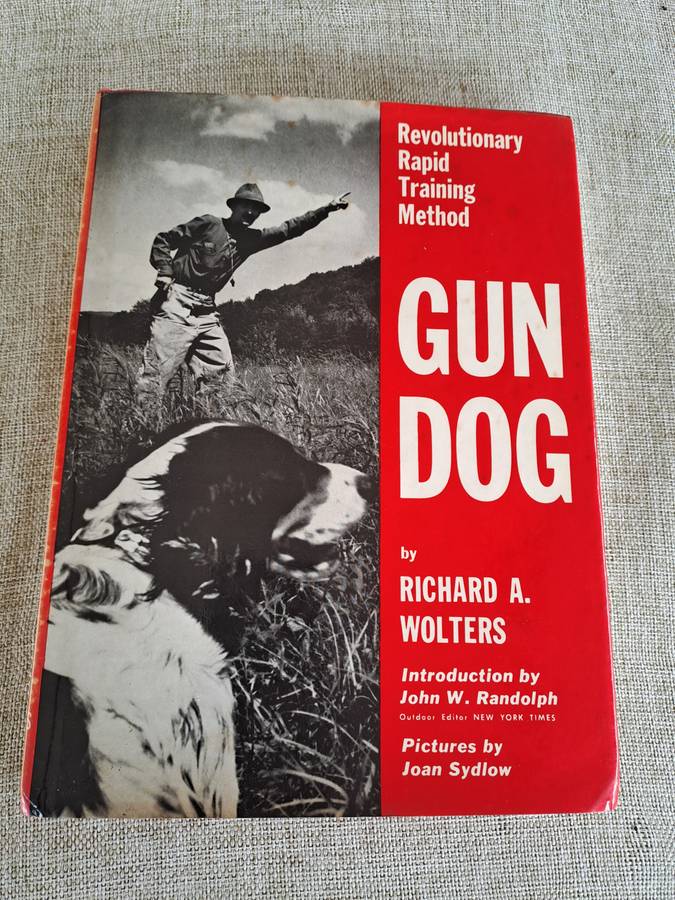 Revolutionary
Rapid
Training
Method
GUN
DOG
by
RICHARD A.
WOLTERS
Introduction by
John W. Randolph
Outdoor Editor NEW YORK TIMES
Pictures by
Joan Sydlow